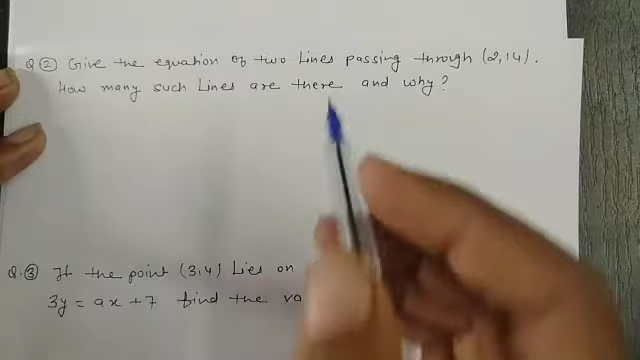 Q② Give the equation of two lines passing through (2,14).
How many such lines are there and why?
Q.③ If the point (3,4) lies on
3y = ax + 7 find the va